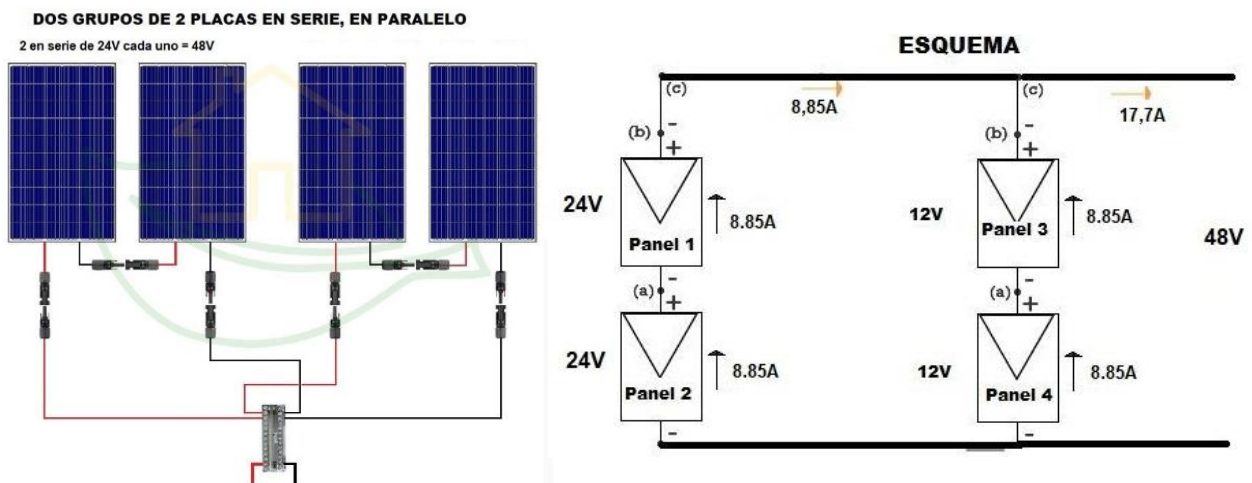 DOS GRUPOS DE 2 PLACAS EN SERIE, EN PARALELO
2 en serie de 24V cada uno = 48V
ESQUEMA
(c)
8,85A
(c)
17,7A
(b)
-
+
(b)
-
+
24V
Panel 1
8.85A
12V
Panel 3
8.85A
48V
(a)
-
+
(a)
-
+
24V
Panel 2
8.85A
12V
Panel 4
8.85A
-
-